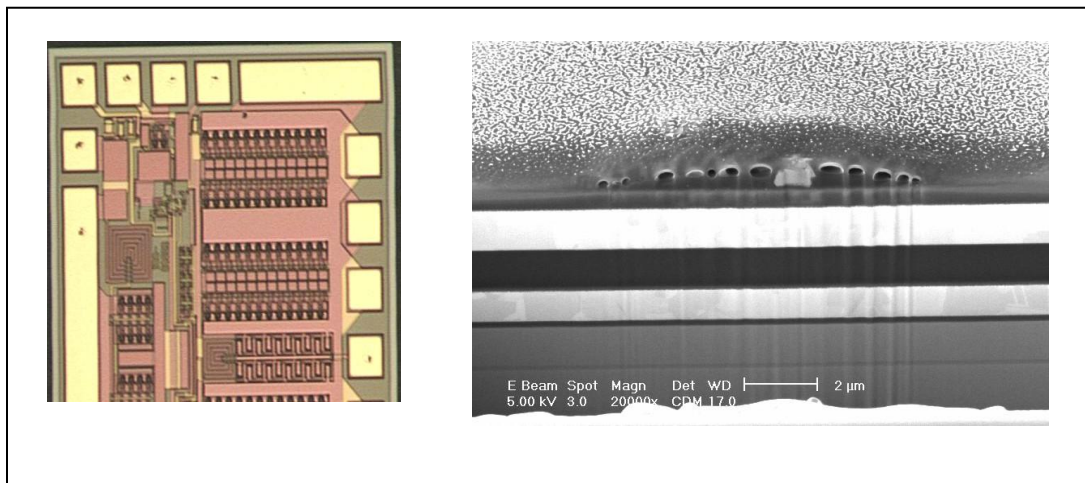 E Beam Spot Magn Det WD 2 µm
5.00 kV 3.0 20000x CDM 17.0